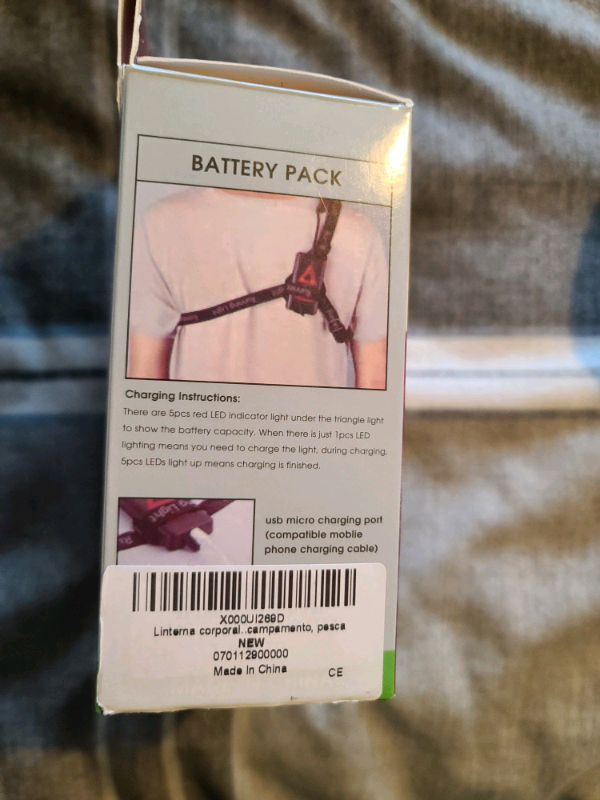 BATTERY PACK
Running Light
Charging Instructions:
There are 5pcs red LED indicator light under the triangle light
to show the battery capacity. When there is just 1pcs LED
lighting means you need to charge the light, during charging,
5pcs LEDs light up means charging is finished.
usb micro charging port
(compatible moblie
phone charging cable)
X000UI269D
Linterna corporal..campamento, pesca
NEW
070112900000
Made In China
CE